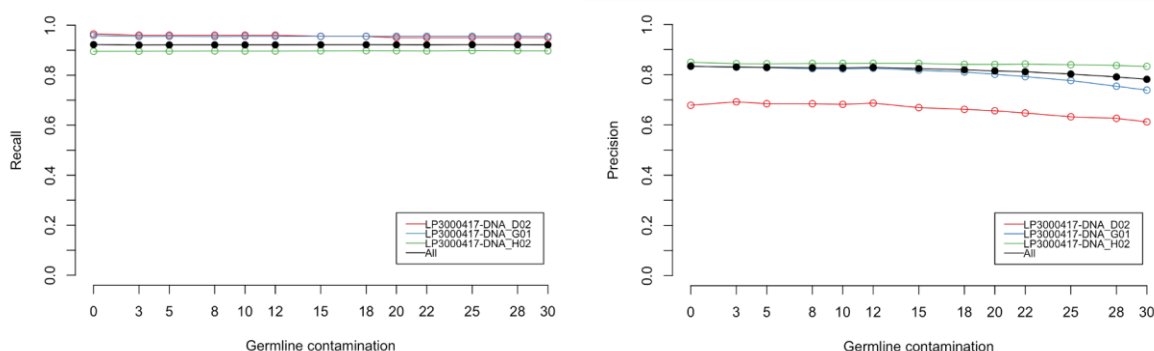 Recall
1.0
0.8
0.6
0.4
0.2
0.0
LP3000417-DNA_D02
LP3000417-DNA_G01
LP3000417-DNA_H02
All
0 3 5 8 10 12 15 18 20 22 25 28 30
Germline contamination
Precision
1.0
0.8
0.6
0.4
0.2
0.0
LP3000417-DNA_D02
LP3000417-DNA_G01
LP3000417-DNA_H02
All
0 3 5 8 10 12 15 18 20 22 25 28 30
Germline contamination